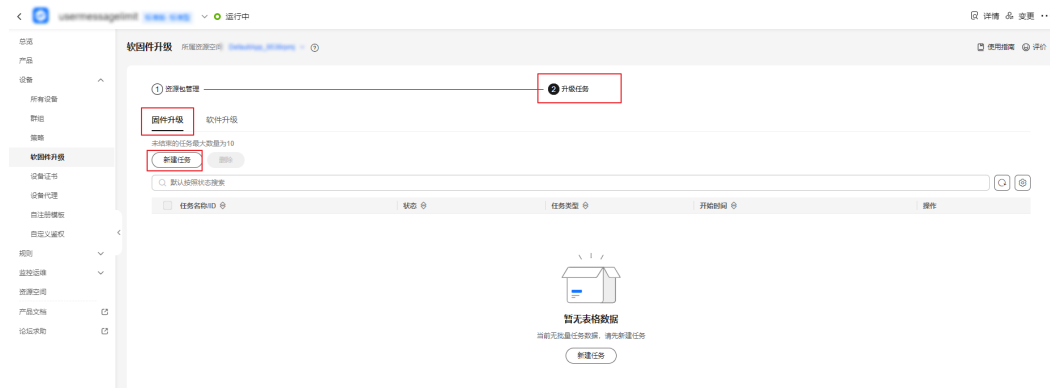 usermessagelimit 运行中 详情 变更
总览
产品
设备
所有设备
群组
策略
软固件升级
设备证书
设备代理
自注册模板
自定义鉴权
规则
监控运维
资源空间
产品文档
论坛求助
软固件升级 所属资源空间 使用指南 评价
1 资源包管理 2 升级任务
固件升级 软件升级
未结束的任务最大数量为10
新建任务 删除
默认按照状态搜索
任务名称/ID 状态 任务类型 开始时间 操作
暂无表格数据
当前无批量任务数据，请先新建任务
新建任务